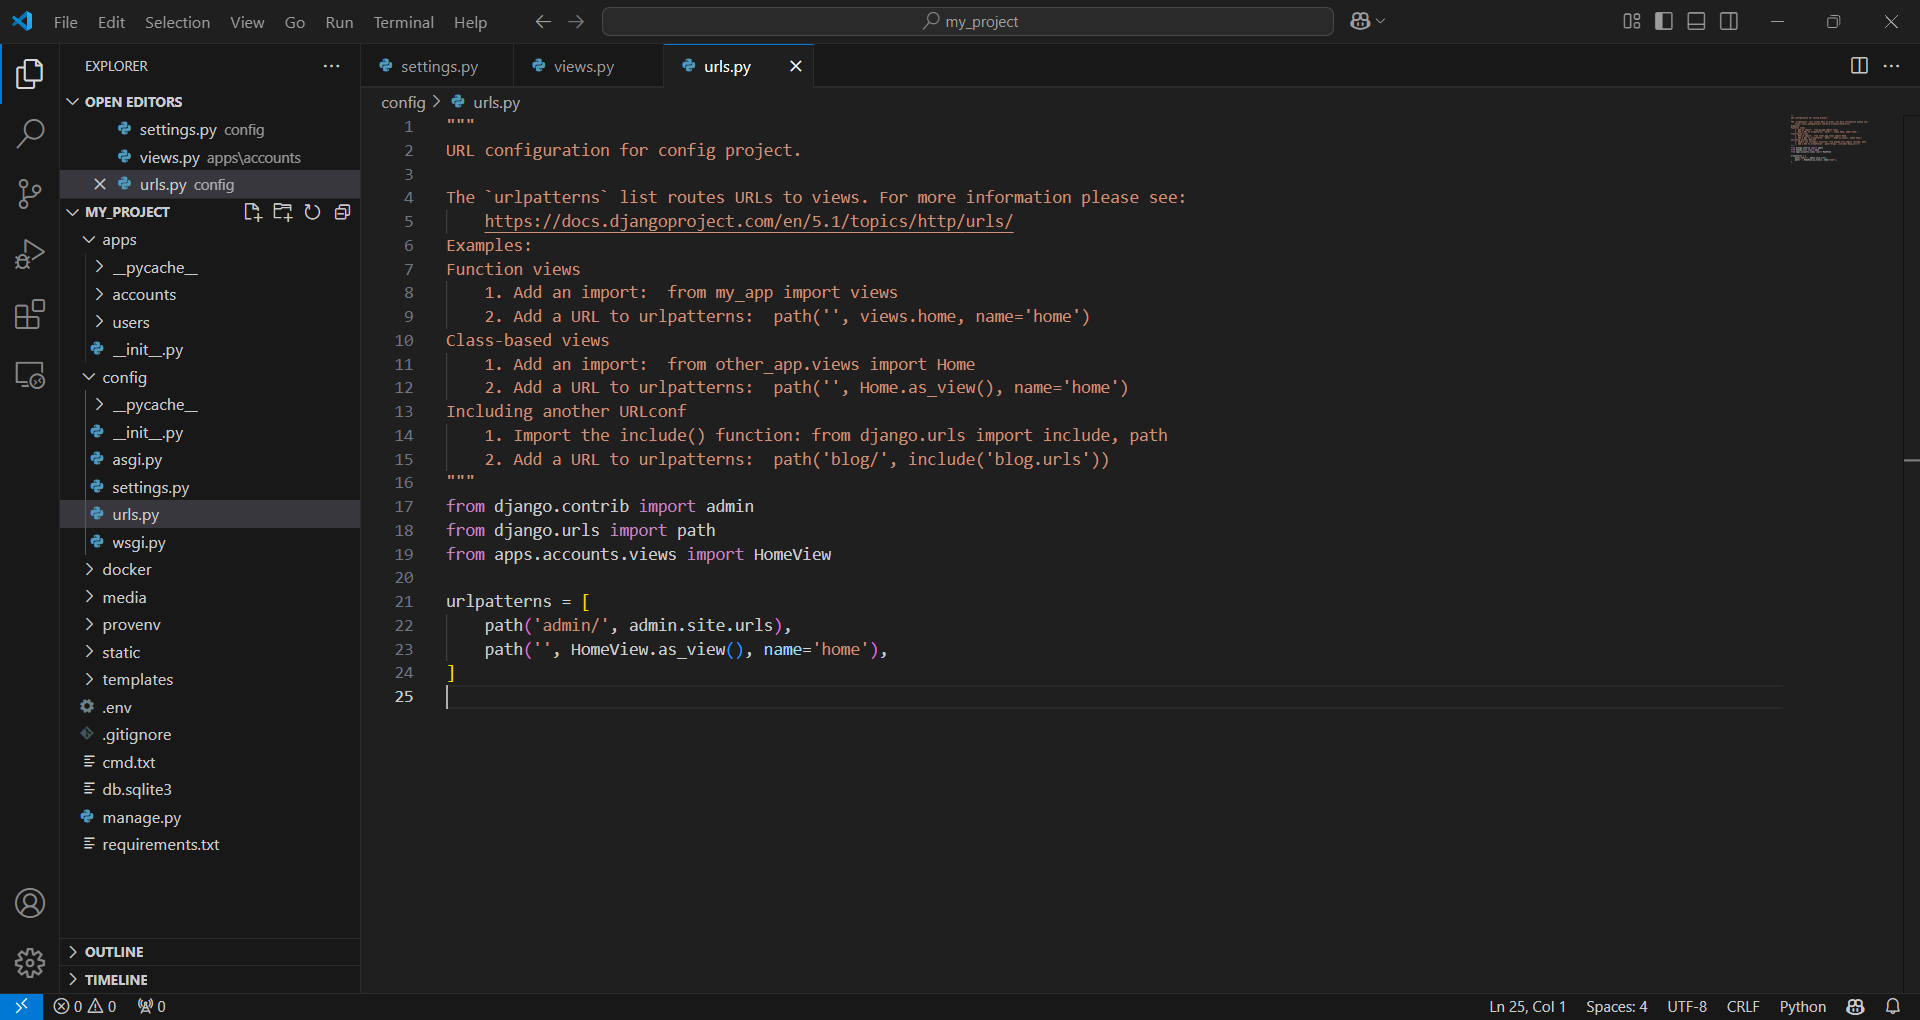 File Edit Selection View Go Run Terminal Help
my_project
EXPLORER
OPEN EDITORS
settings.py config
views.py apps\accounts
urls.py config
MY_PROJECT
apps
__pycache__
accounts
users
__init__.py
config
__pycache__
__init__.py
asgi.py
settings.py
urls.py
wsgi.py
docker
media
provenv
static
templates
.env
.gitignore
cmd.txt
db.sqlite3
manage.py
requirements.txt
OUTLINE
TIMELINE
settings.py views.py urls.py
config > urls.py
1 """
2 URL configuration for config project.
3
4 The `urlpatterns` list routes URLs to views. For more information please see:
5     https://docs.djangoproject.com/en/5.1/topics/http/urls/
6 Examples:
7 Function views
8     1. Add an import:  from my_app import views
9     2. Add a URL to urlpatterns:  path('', views.home, name='home')
10 Class-based views
11     1. Add an import:  from other_app.views import Home
12     2. Add a URL to urlpatterns:  path('', Home.as_view(), name='home')
13 Including another URLconf
14     1. Import the include() function: from django.urls import include, path
15     2. Add a URL to urlpatterns:  path('blog/', include('blog.urls'))
16 """
17 from django.contrib import admin
18 from django.urls import path
19 from apps.accounts.views import HomeView
20
21 urlpatterns = [
22     path('admin/', admin.site.urls),
23     path('', HomeView.as_view(), name='home'),
24 ]
25
0 0 0
Ln 25, Col 1 Spaces: 4 UTF-8 CRLF Python